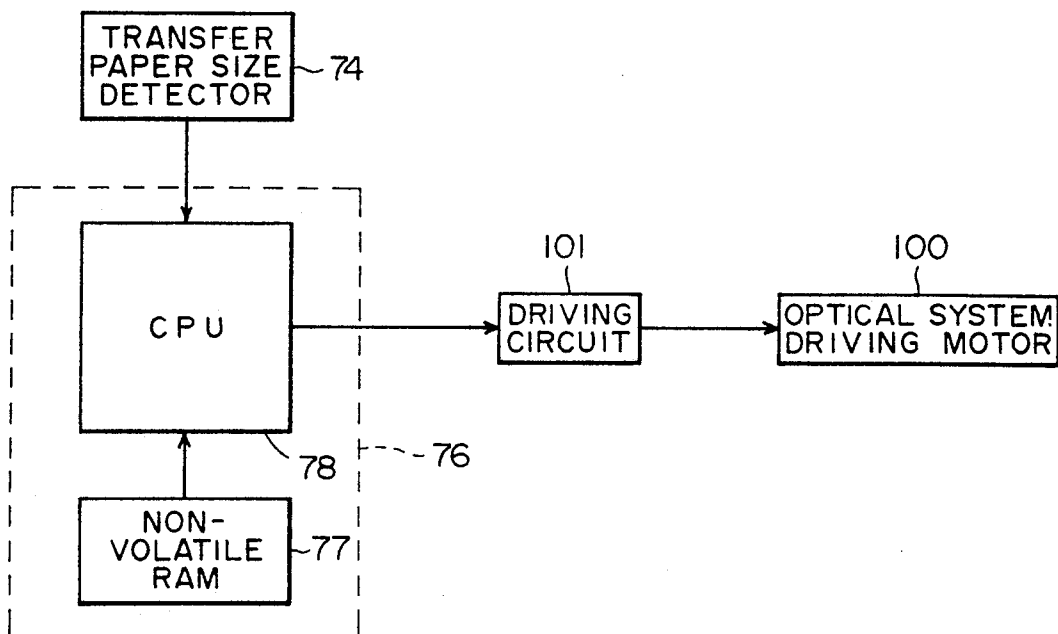 TRANSFER
PAPER SIZE
DETECTOR
74
CPU
78
76
NON-
VOLATILE
RAM
77
101
DRIVING
CIRCUIT
100
OPTICAL SYSTEM
DRIVING MOTOR